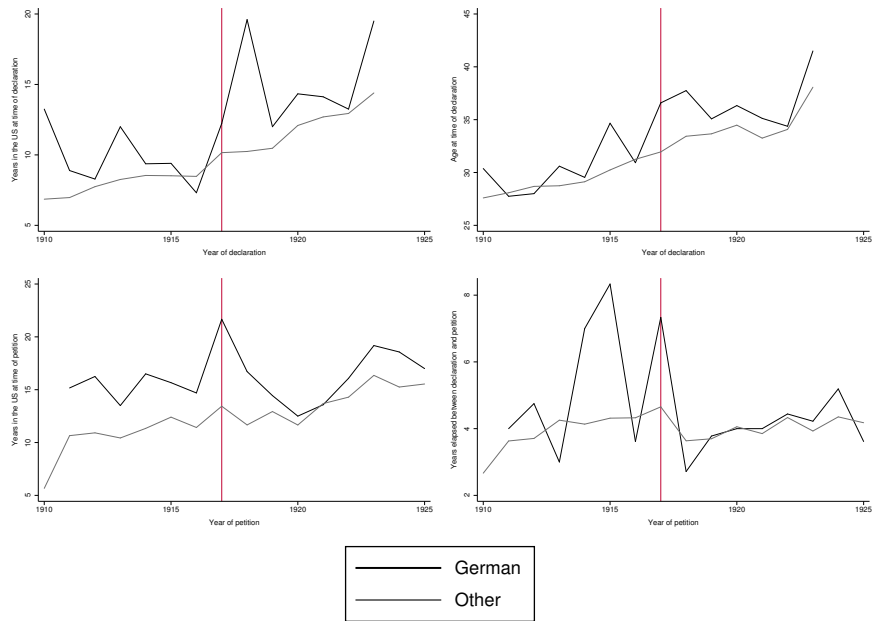 Years in the US at time of declaration
20
15
10
5
1910 1915 1920 1925
Year of declaration
Age at time of declaration
45
40
35
30
25
1910 1915 1920 1925
Year of declaration
Years in the US at time of petition
25
20
15
10
5
1910 1915 1920 1925
Year of petition
Years elapsed between declaration and petition
8
6
4
2
1910 1915 1920 1925
Year of petition
German
Other